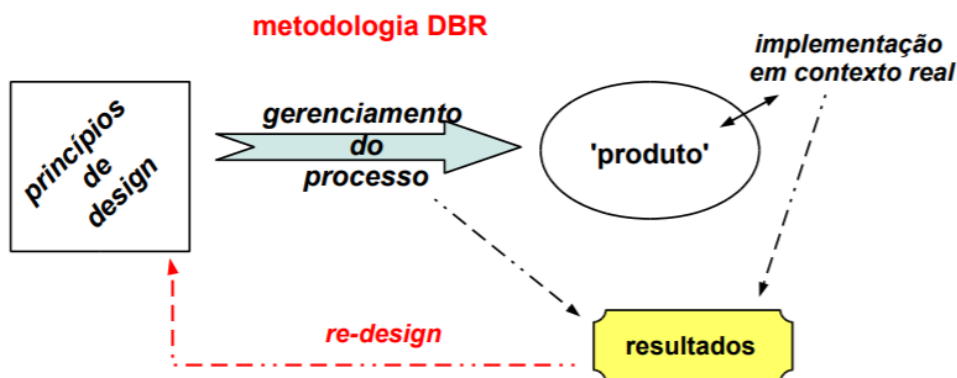 metodologia DBR
implementação
em contexto real
princípios
de
design
gerenciamento
do
processo
'produto'
re-design
resultados